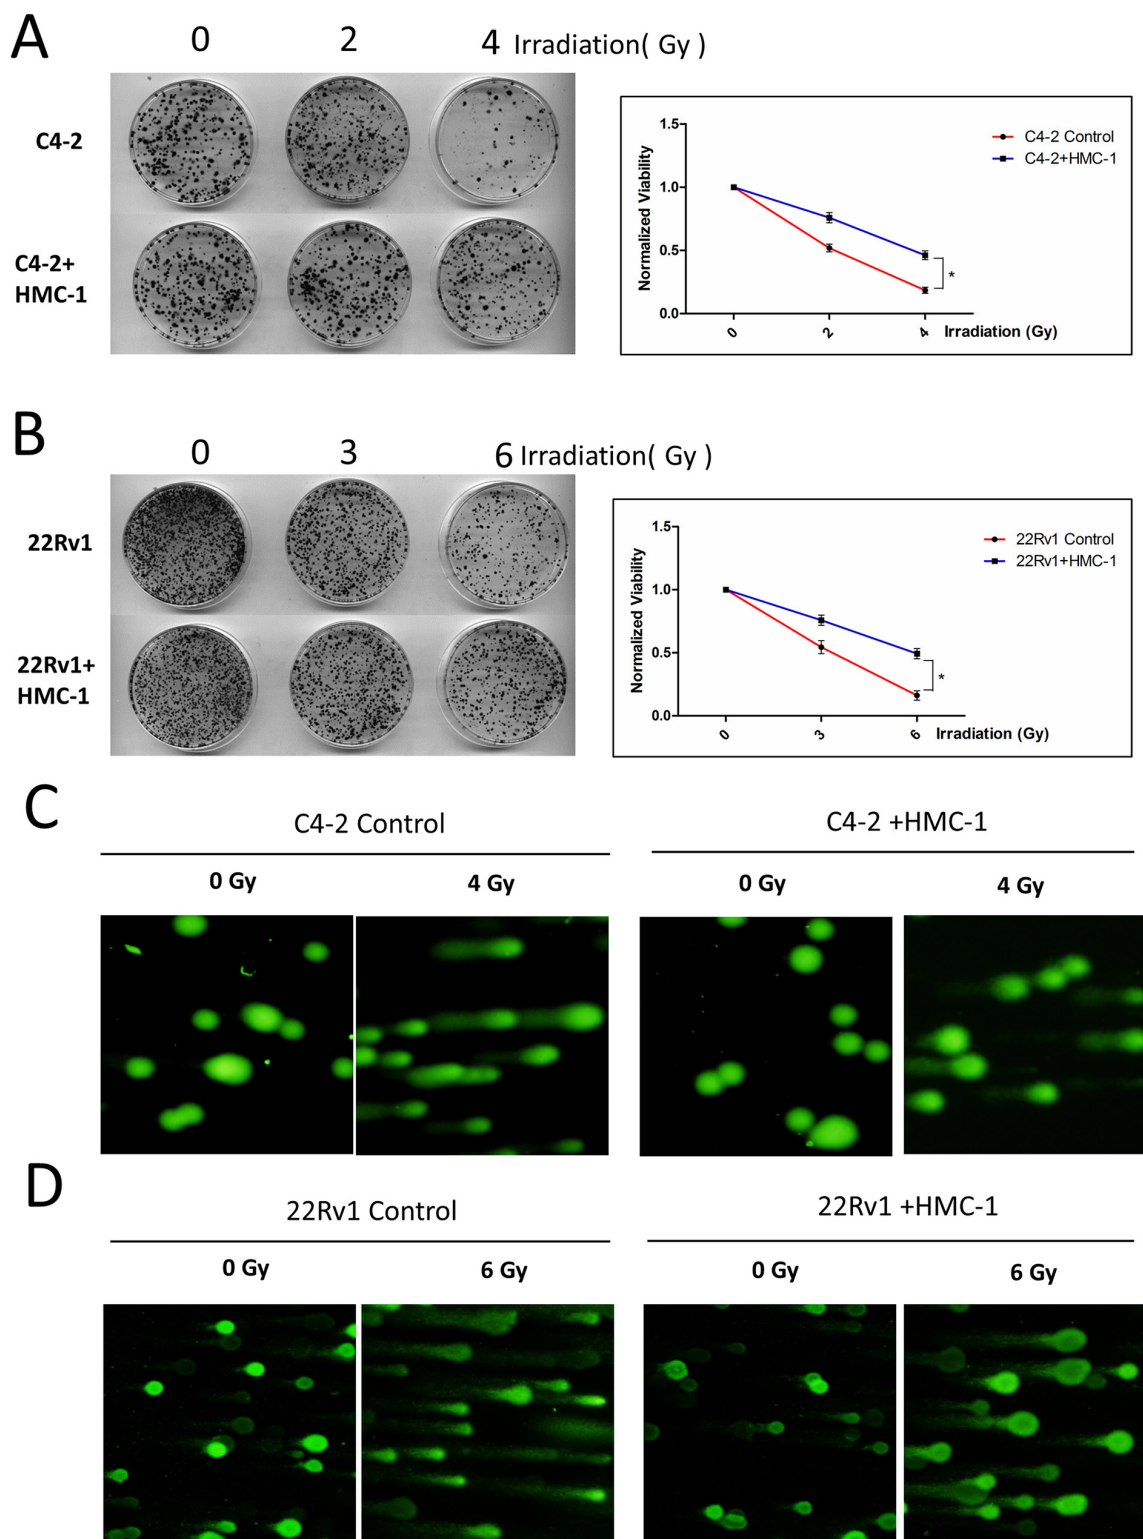 A
0 2 4 Irradiation( Gy )
C4-2
C4-2+
HMC-1
1.5
1.0
0.5
0.0
Normalized Viability
C4-2 Control
C4-2+HMC-1
*
0 2 4 Irradiation (Gy)
B
0 3 6 Irradiation( Gy )
22Rv1
22Rv1+
HMC-1
1.5
1.0
0.5
0.0
Normalized Viability
22Rv1 Control
22Rv1+HMC-1
*
0 3 6 Irradiation (Gy)
C
C4-2 Control
C4-2 +HMC-1
0 Gy 4 Gy 0 Gy 4 Gy
D
22Rv1 Control
22Rv1 +HMC-1
0 Gy 6 Gy 0 Gy 6 Gy